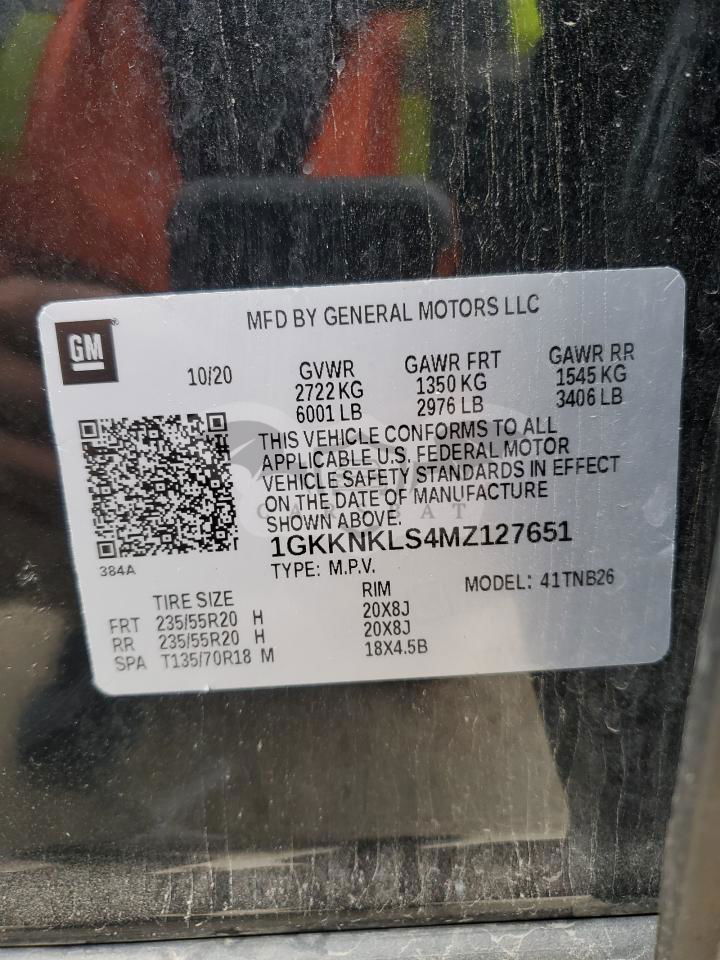 MFD BY GENERAL MOTORS LLC
GM
10/20
GVWR GAWR FRT GAWR RR
2722 KG 1350 KG 1545 KG
6001 LB 2976 LB 3406 LB
THIS VEHICLE CONFORMS TO ALL
APPLICABLE U.S. FEDERAL MOTOR
VEHICLE SAFETY STANDARDS IN EFFECT
ON THE DATE OF MANUFACTURE
SHOWN ABOVE.
1GKKNKLS4MZ127651
384A
TYPE: M.P.V. MODEL: 41TNB26
TIRE SIZE RIM
FRT 235/55R20 H 20X8J
RR 235/55R20 H 20X8J
SPA T135/70R18 M 18X4.5B